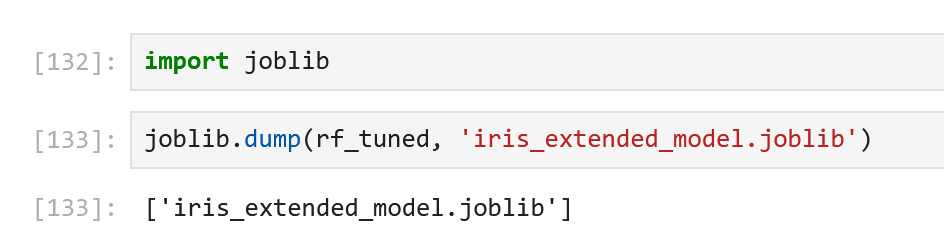 [132]: import joblib
[133]: joblib.dump(rf_tuned, 'iris_extended_model.joblib')
[133]: ['iris_extended_model.joblib']